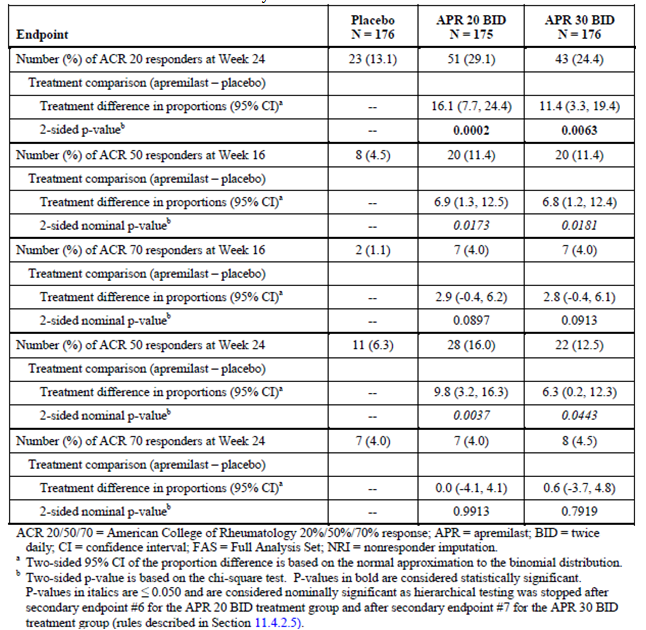 Endpoint Placebo N = 176 APR 20 BID N = 175 APR 30 BID N = 176
Number (%) of ACR 20 responders at Week 24 23 (13.1) 51 (29.1) 43 (24.4)
Treatment comparison (apremilast – placebo)
Treatment difference in proportions (95% CI)a -- 16.1 (7.7, 24.4) 11.4 (3.3, 19.4)
2-sided p-valueb -- 0.0002 0.0063
Number (%) of ACR 50 responders at Week 16 8 (4.5) 20 (11.4) 20 (11.4)
Treatment comparison (apremilast – placebo)
Treatment difference in proportions (95% CI)a -- 6.9 (1.3, 12.5) 6.8 (1.2, 12.4)
2-sided nominal p-valueb -- 0.0173 0.0181
Number (%) of ACR 70 responders at Week 16 2 (1.1) 7 (4.0) 7 (4.0)
Treatment comparison (apremilast – placebo)
Treatment difference in proportions (95% CI)a -- 2.9 (-0.4, 6.2) 2.8 (-0.4, 6.1)
2-sided nominal p-valueb -- 0.0897 0.0913
Number (%) of ACR 50 responders at Week 24 11 (6.3) 28 (16.0) 22 (12.5)
Treatment comparison (apremilast – placebo)
Treatment difference in proportions (95% CI)a -- 9.8 (3.2, 16.3) 6.3 (0.2, 12.3)
2-sided nominal p-valueb -- 0.0037 0.0443
Number (%) of ACR 70 responders at Week 24 7 (4.0) 7 (4.0) 8 (4.5)
Treatment comparison (apremilast – placebo)
Treatment difference in proportions (95% CI)a -- 0.0 (-4.1, 4.1) 0.6 (-3.7, 4.8)
2-sided nominal p-valueb -- 0.9913 0.7919
ACR 20/50/70 = American College of Rheumatology 20%/50%/70% response; APR = apremilast; BID = twice
daily; CI = confidence interval; FAS = Full Analysis Set; NRI = nonresponder imputation.
a Two-sided 95% CI of the proportion difference is based on the normal approximation to the binomial distribution.
b Two-sided p-value is based on the chi-square test. P-values in bold are considered statistically significant.
P-values in italics are ≤ 0.050 and are considered nominally significant as hierarchical testing was stopped after
secondary endpoint #6 for the APR 20 BID treatment group and after secondary endpoint #7 for the APR 30 BID
treatment group (rules described in Section 11.4.2.5).